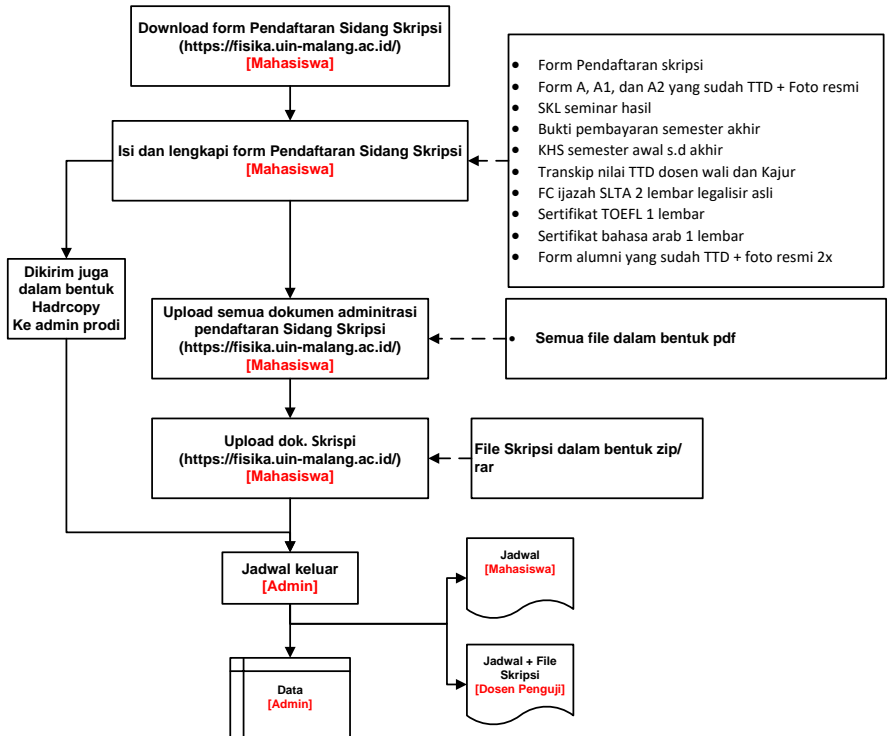 Download form Pendaftaran Sidang Skripsi
(https://fisika.uin-malang.ac.id/)
[Mahasiswa]
• Form Pendaftaran skripsi
• Form A, A1, dan A2 yang sudah TTD + Foto resmi
• SKL seminar hasil
• Bukti pembayaran semester akhir
• KHS semester awal s.d akhir
• Transkip nilai TTD dosen wali dan Kajur
• FC ijazah SLTA 2 lembar legalisir asli
• Sertifikat TOEFL 1 lembar
• Sertifikat bahasa arab 1 lembar
• Form alumni yang sudah TTD + foto resmi 2x
Isi dan lengkapi form Pendaftaran Sidang Skripsi
[Mahasiswa]
Dikirim juga
dalam bentuk
Hadrcopy
Ke admin prodi
Upload semua dokumen adminitrasi
pendaftaran Sidang Skripsi
(https://fisika.uin-malang.ac.id/)
[Mahasiswa]
• Semua file dalam bentuk pdf
Upload dok. Skrispi
(https://fisika.uin-malang.ac.id/)
[Mahasiswa]
File Skripsi dalam bentuk zip/
rar
Jadwal keluar
[Admin]
Jadwal
[Mahasiswa]
Jadwal + File
Skripsi
[Dosen Penguji]
Data
[Admin]